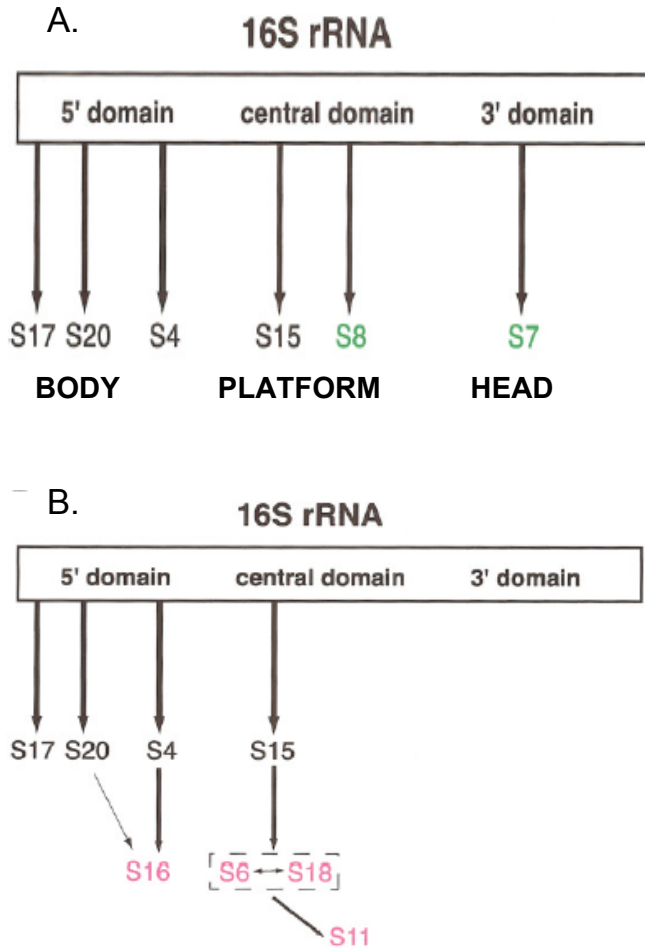 A.
16S rRNA
5' domain central domain 3' domain
S17 S20 S4 S15 S8 S7
BODY PLATFORM HEAD
B.
16S rRNA
5' domain central domain 3' domain
S17 S20 S4 S15
S16 S6 S18
S11